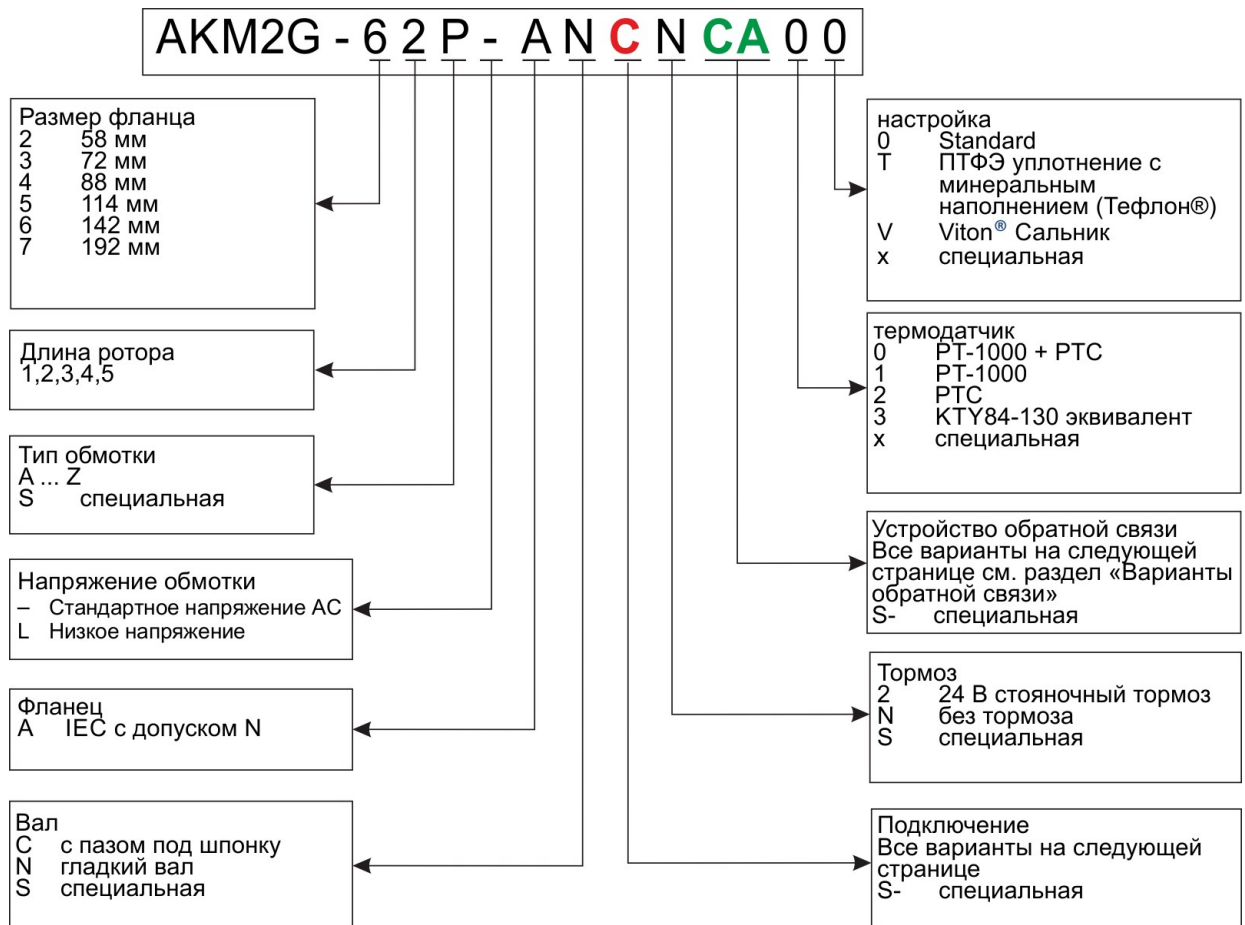 AKM2G - 6 2 P - A N C N CA 0 0
Размер фланца
2 58 мм
3 72 мм
4 88 мм
5 114 мм
6 142 мм
7 192 мм
Длина ротора
1,2,3,4,5
Тип обмотки
A ... Z
S специальная
Напряжение обмотки
– Стандартное напряжение AC
L Низкое напряжение
Фланец
A IEC с допуском N
Вал
C с пазом под шпонку
N гладкий вал
S специальная
настройка
0 Standard
T ПТФЭ уплотнение с
минеральным
наполнением (Тефлон®)
V Viton® Сальник
x специальная
термодатчик
0 PT-1000 + PTC
1 PT-1000
2 PTC
3 KTY84-130 эквивалент
x специальная
Устройство обратной связи
Все варианты на следующей
странице см. раздел «Варианты
обратной связи»
S- специальная
Тормоз
2 24 В стояночный тормоз
N без тормоза
S специальная
Подключение
Все варианты на следующей
странице
S- специальная